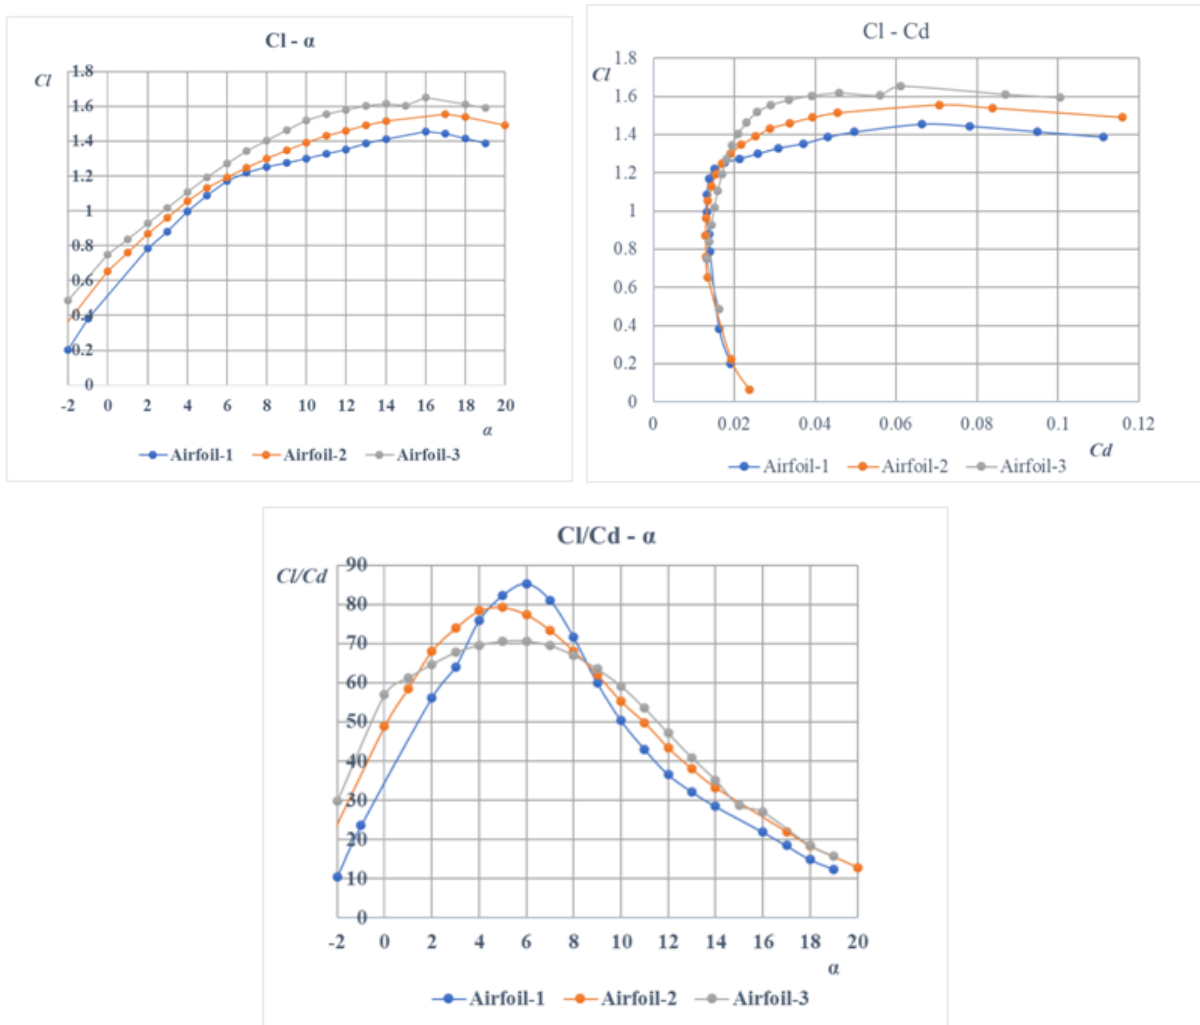 Cl - α
Cl
1.8
1.6
1.4
1.2
1
0.8
0.6
0.4
0.2
0
-2 0 2 4 6 8 10 12 14 16 18 20
α
Airfoil-1 Airfoil-2 Airfoil-3
Cl - Cd
Cl
1.8
1.6
1.4
1.2
1
0.8
0.6
0.4
0.2
0
0 0.02 0.04 0.06 0.08 0.1 0.12
Cd
Airfoil-1 Airfoil-2 Airfoil-3
Cl/Cd - α
Cl/Cd
90
80
70
60
50
40
30
20
10
0
-2 0 2 4 6 8 10 12 14 16 18 20
α
Airfoil-1 Airfoil-2 Airfoil-3